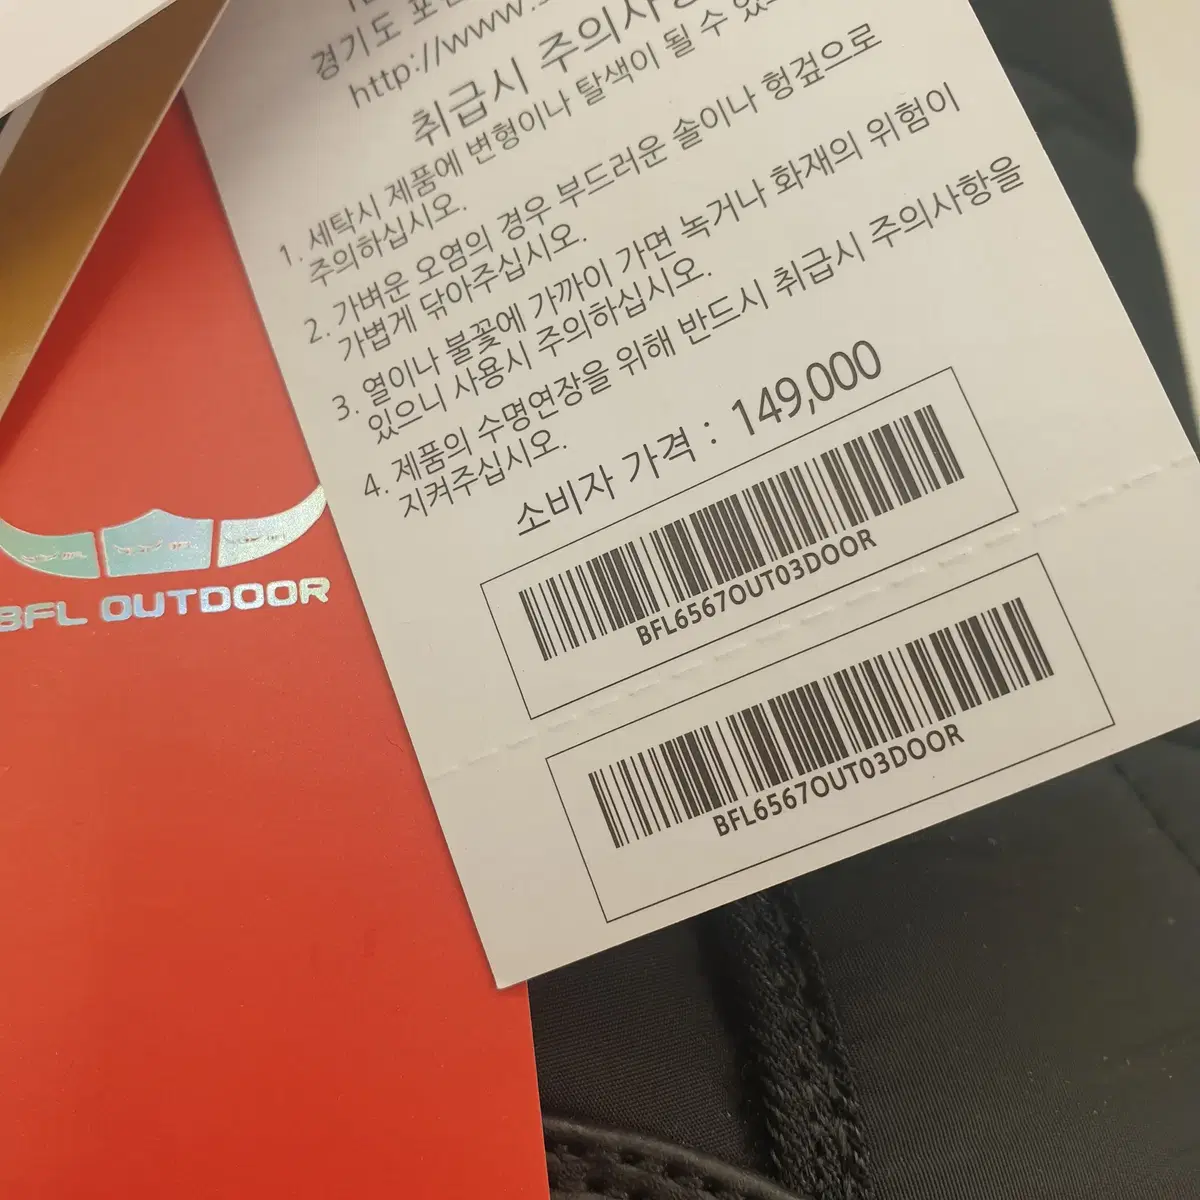 경기도
http://www.
취급시 주의사항
1. 세탁시 제품에 변형이나 탈색이 될 수
주의하십시오.
2. 가벼운 오염의 경우 부드러운 솔이나 헝겊으로
가볍게 닦아주십시오.
3. 열이나 불꽃에 가까이 가면 녹거나 화재의 위험이
있으니 사용시 주의하십시오.
4. 제품의 수명연장을 위해 반드시 취급시 주의사항을
지켜주십시오.
소비자 가격 : 149,000
BFL6567OUT03DOOR
BFL6567OUT03DOOR
BFL OUTDOOR